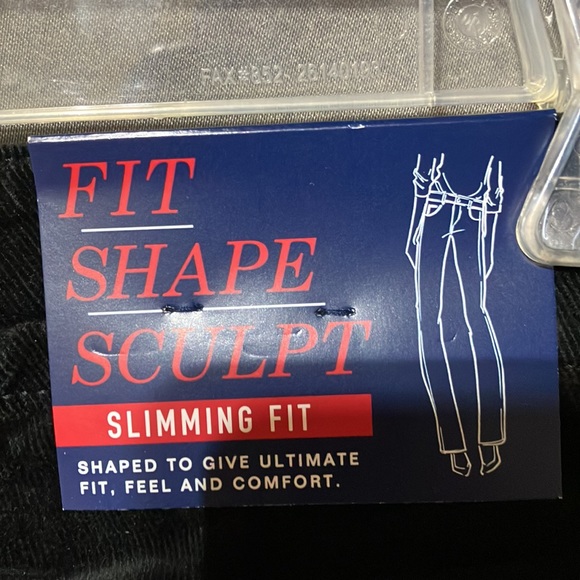 FIT
SHAPE
SCULPT
SLIMMING FIT
SHAPED TO GIVE ULTIMATE
FIT, FEEL AND COMFORT.